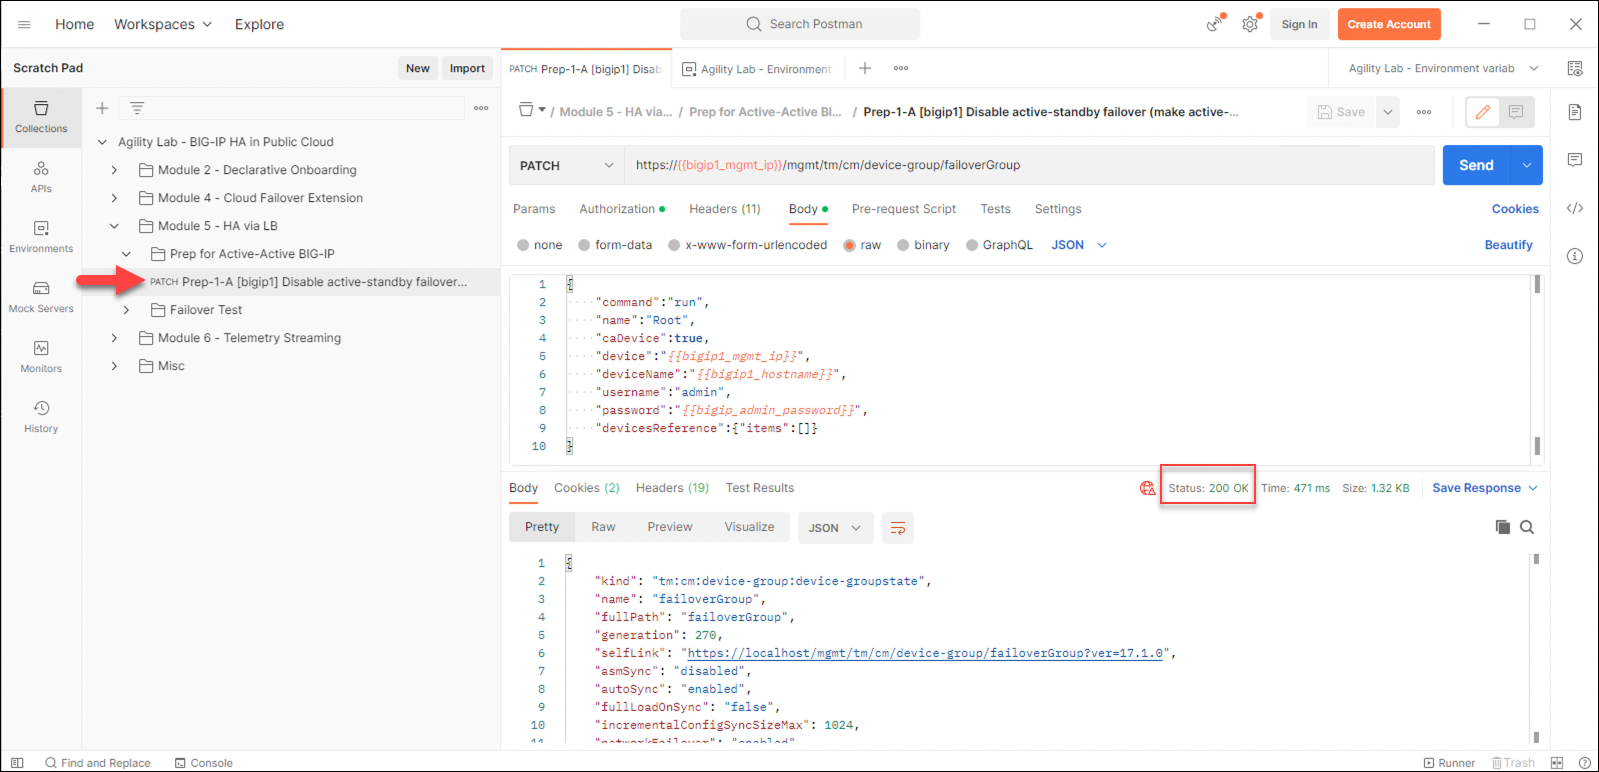 Home Workspaces Explore Search Postman Sign In Create Account
Scratch Pad New Import PATCH Prep-1-A [bigip1] Disab Agility Lab - Environment Agility Lab - Environment variab
Collections
APIs
Environments
Mock Servers
Monitors
History
Agility Lab - BIG-IP HA in Public Cloud
Module 2 - Declarative Onboarding
Module 4 - Cloud Failover Extension
Module 5 - HA via LB
Prep for Active-Active BIG-IP
PATCH Prep-1-A [bigip1] Disable active-standby failover...
Failover Test
Module 6 - Telemetry Streaming
Misc
/ Module 5 - HA via... / Prep for Active-Active BI... / Prep-1-A [bigip1] Disable active-standby failover (make active-... Save
PATCH https://{{bigip1_mgmt_ip}}/mgmt/tm/cm/device-group/failoverGroup Send
Params Authorization Headers (11) Body Pre-request Script Tests Settings Cookies
none form-data x-www-form-urlencoded raw binary GraphQL JSON Beautify
1 {
2 ····"command":"run",
3 ····"name":"Root",
4 ····"caDevice":true,
5 ····"device":"{{bigip1_mgmt_ip}}",
6 ····"deviceName":"{{bigip1_hostname}}",
7 ····"username":"admin",
8 ····"password":"{{bigip_admin_password}}",
9 ····"devicesReference":{"items":[]}
10 }
Body Cookies (2) Headers (19) Test Results Status: 200 OK Time: 471 ms Size: 1.32 KB Save Response
Pretty Raw Preview Visualize JSON
1 {
2 "kind": "tm:cm:device-group:device-groupstate",
3 "name": "failoverGroup",
4 "fullPath": "failoverGroup",
5 "generation": 270,
6 "selfLink": "https://localhost/mgmt/tm/cm/device-group/failoverGroup?ver=17.1.0",
7 "asmSync": "disabled",
8 "autoSync": "enabled",
9 "fullLoadOnSync": "false",
10 "incrementalConfigSyncSizeMax": 1024,
11 "networkFailover": "enabled"
Find and Replace Console Runner Trash